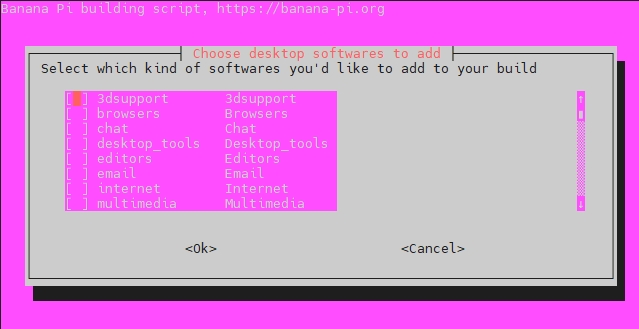 Banana Pi building script, https://banana-pi.org
Choose desktop softwares to add
Select which kind of softwares you'd like to add to your build
[ ] 3dsupport 3dsupport
[ ] browsers Browsers
[ ] chat Chat
[ ] desktop_tools Desktop_tools
[ ] editors Editors
[ ] email Email
[ ] internet Internet
[ ] multimedia Multimedia
<Ok> <Cancel>